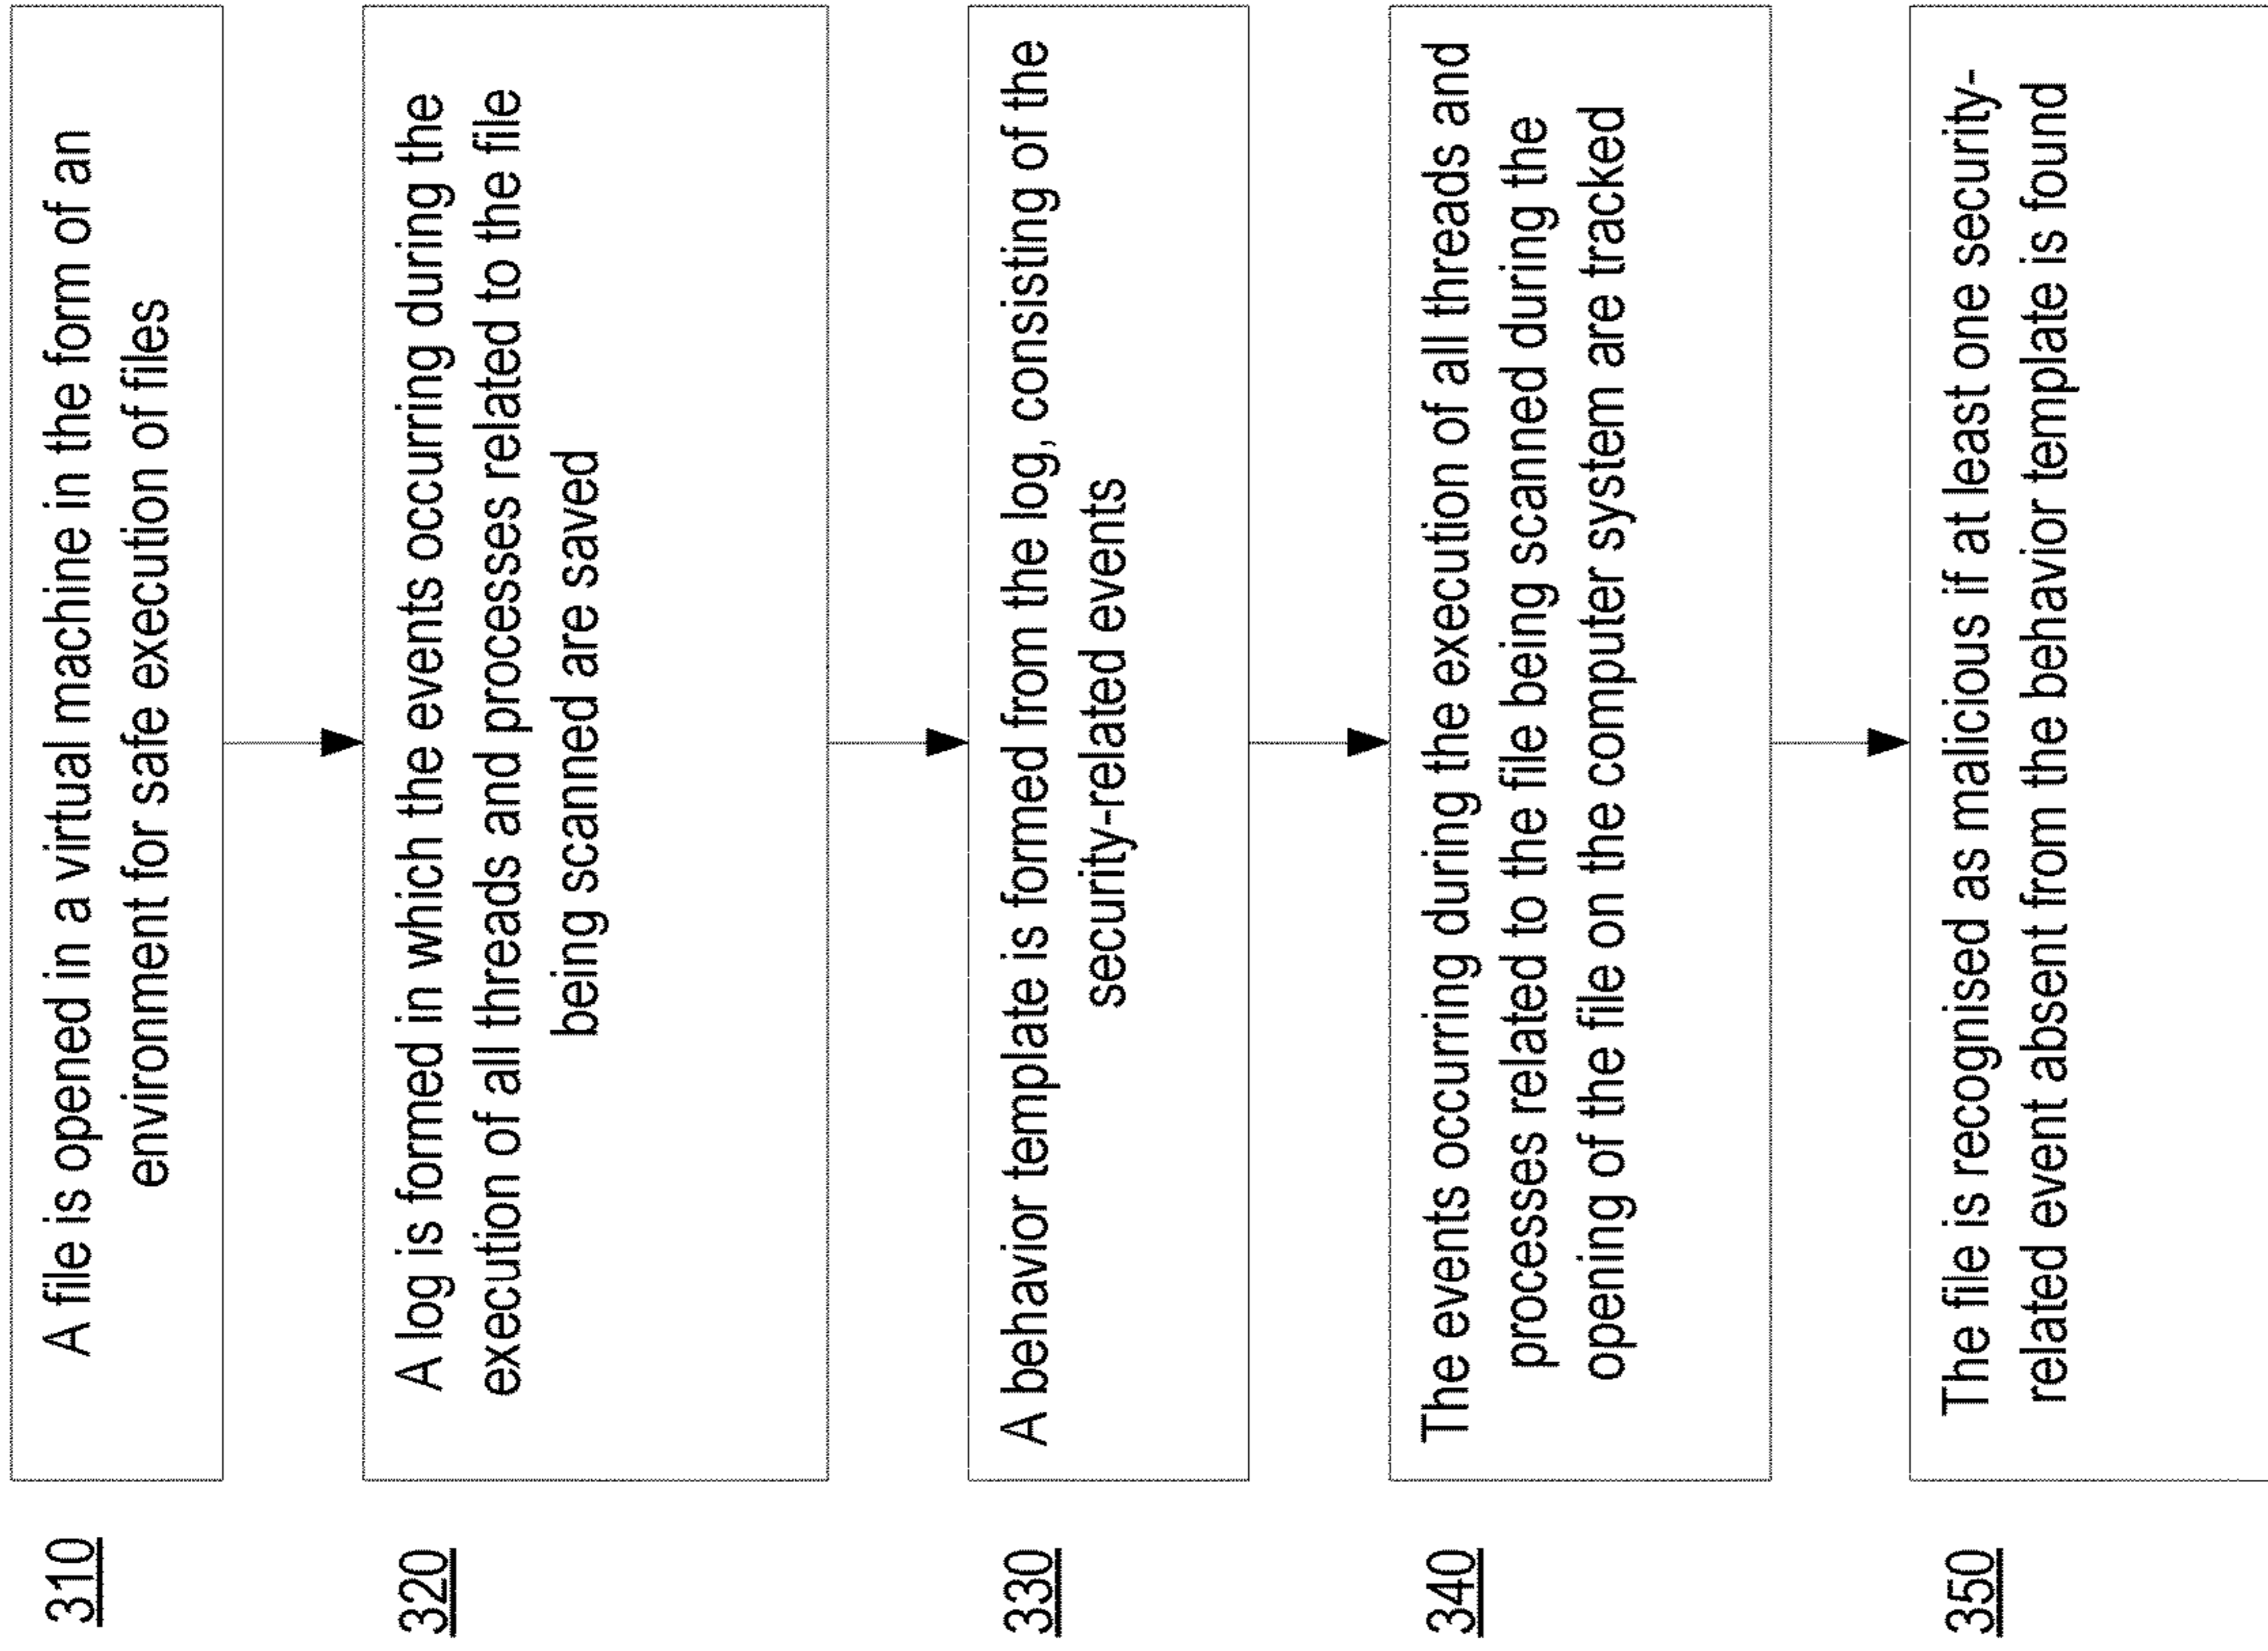 310
A file is opened in a virtual machine in the form of an
environment for safe execution of files
320
A log is formed in which the events occurring during the
execution of all threads and processes related to the file
being scanned are saved
330
A behavior template is formed from the log, consisting of the
security-related events
340
The events occurring during the execution of all threads and
processes related to the file being scanned during the
opening of the file on the computer system are tracked
350
The file is recognised as malicious if at least one security-
related event absent from the behavior template is found